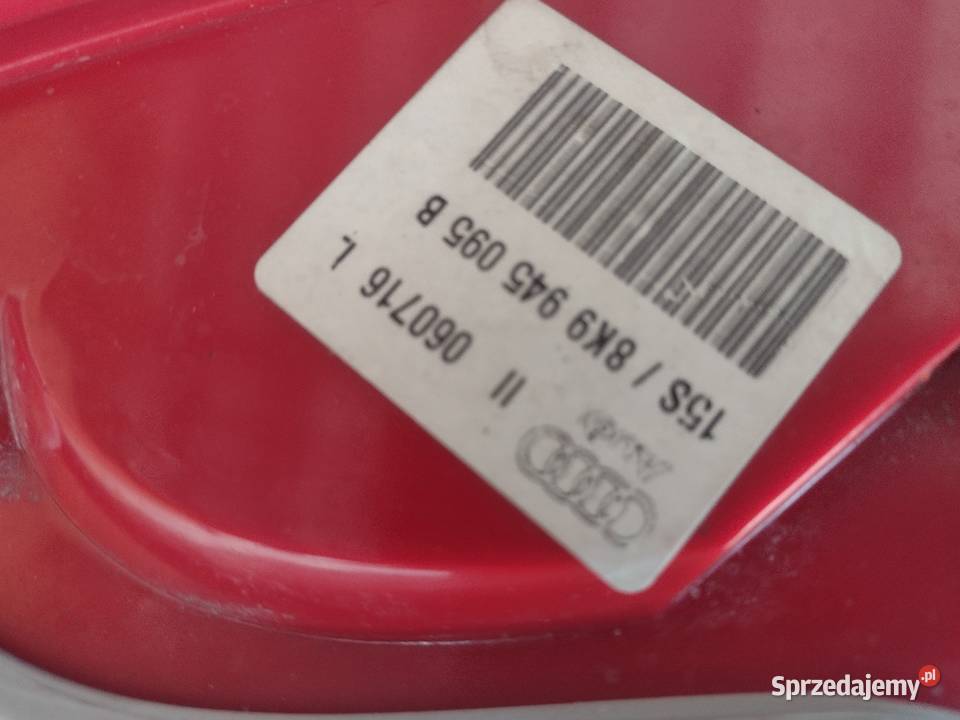 Audi
II 060716 L
15S / 8K9 945 095 B
Sprzedajemy.pl